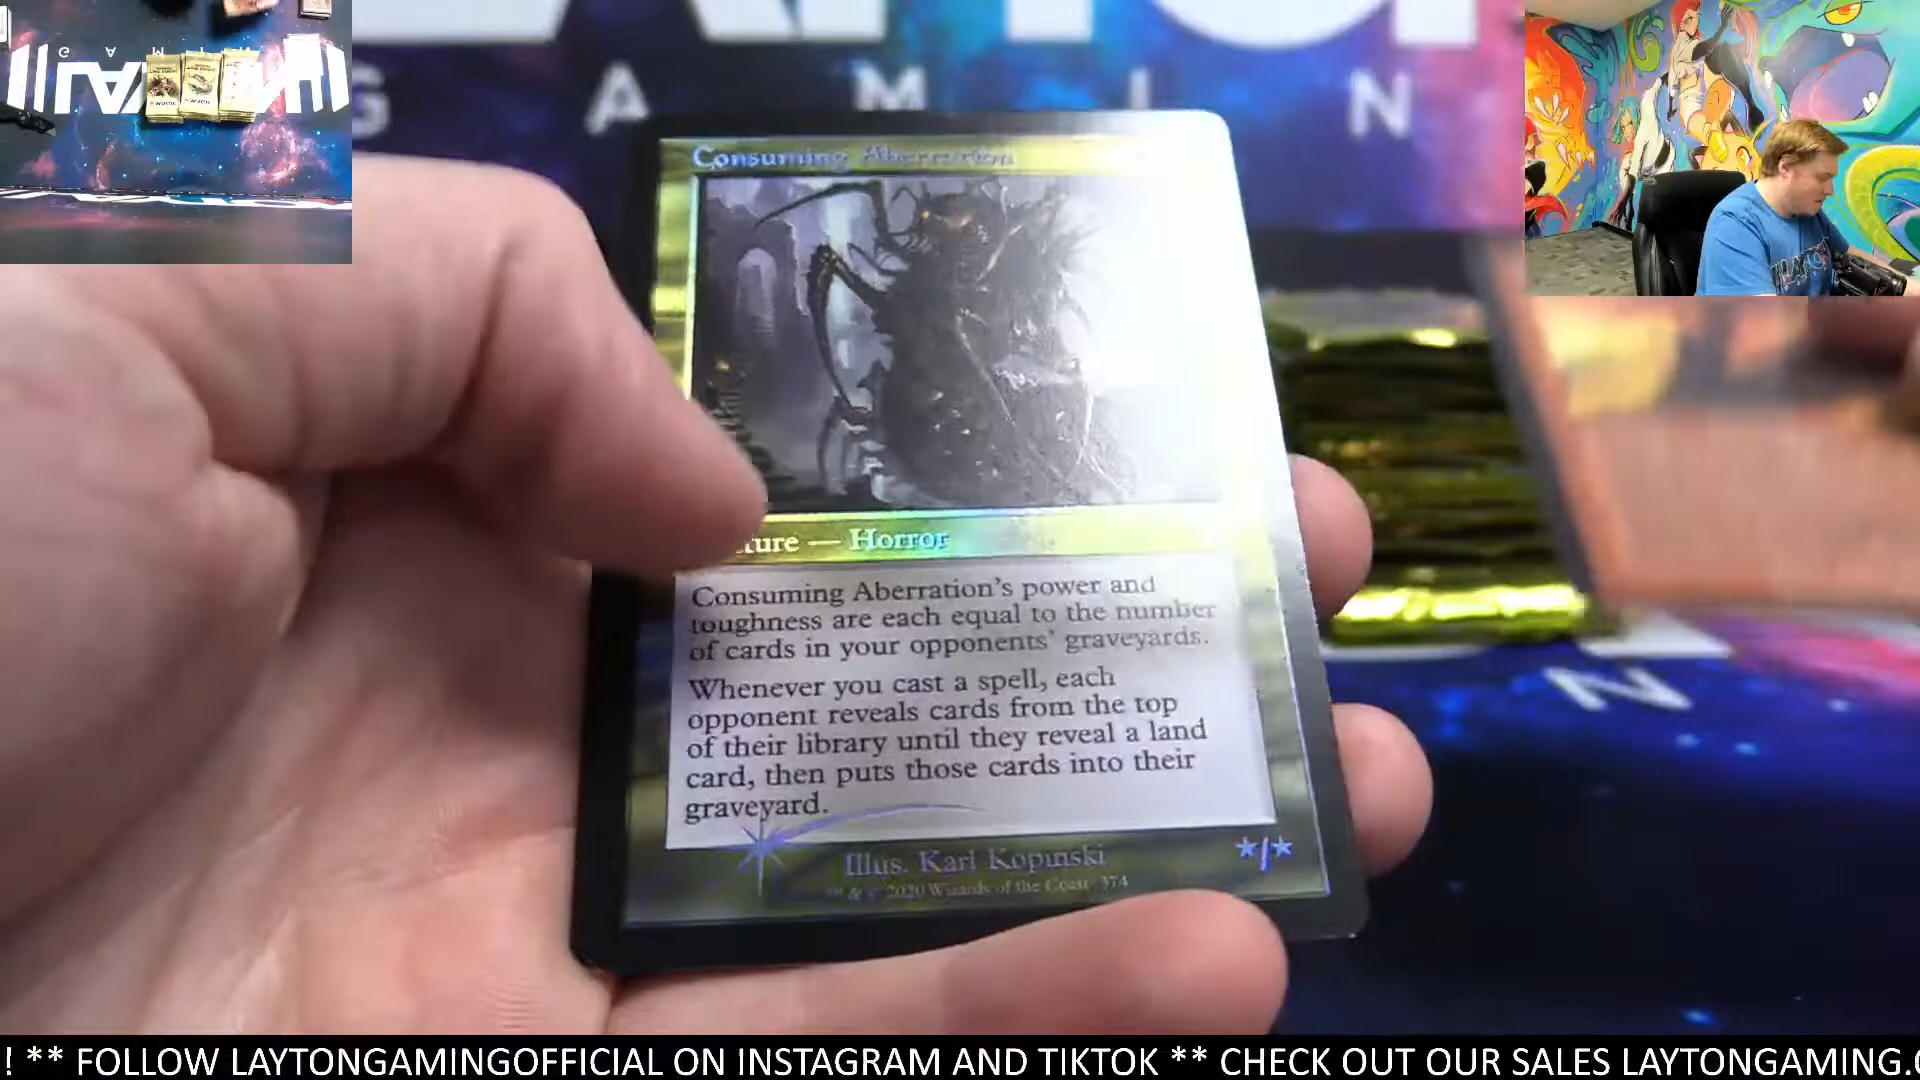 G A M I N
Consuming Aberration
ture — Horror
Consuming Aberration's power and
toughness are each equal to the number
of cards in your opponents' graveyards.
Whenever you cast a spell, each
opponent reveals cards from the top
of their library until they reveal a land
card, then puts those cards into their
graveyard.
Illus. Karl Kopinski
*/*
™ & © 2020 Wizards of the Coast 374
N
! ** FOLLOW LAYTONGAMINGOFFICIAL ON INSTAGRAM AND TIKTOK ** CHECK OUT OUR SALES LAYTONGAMING.